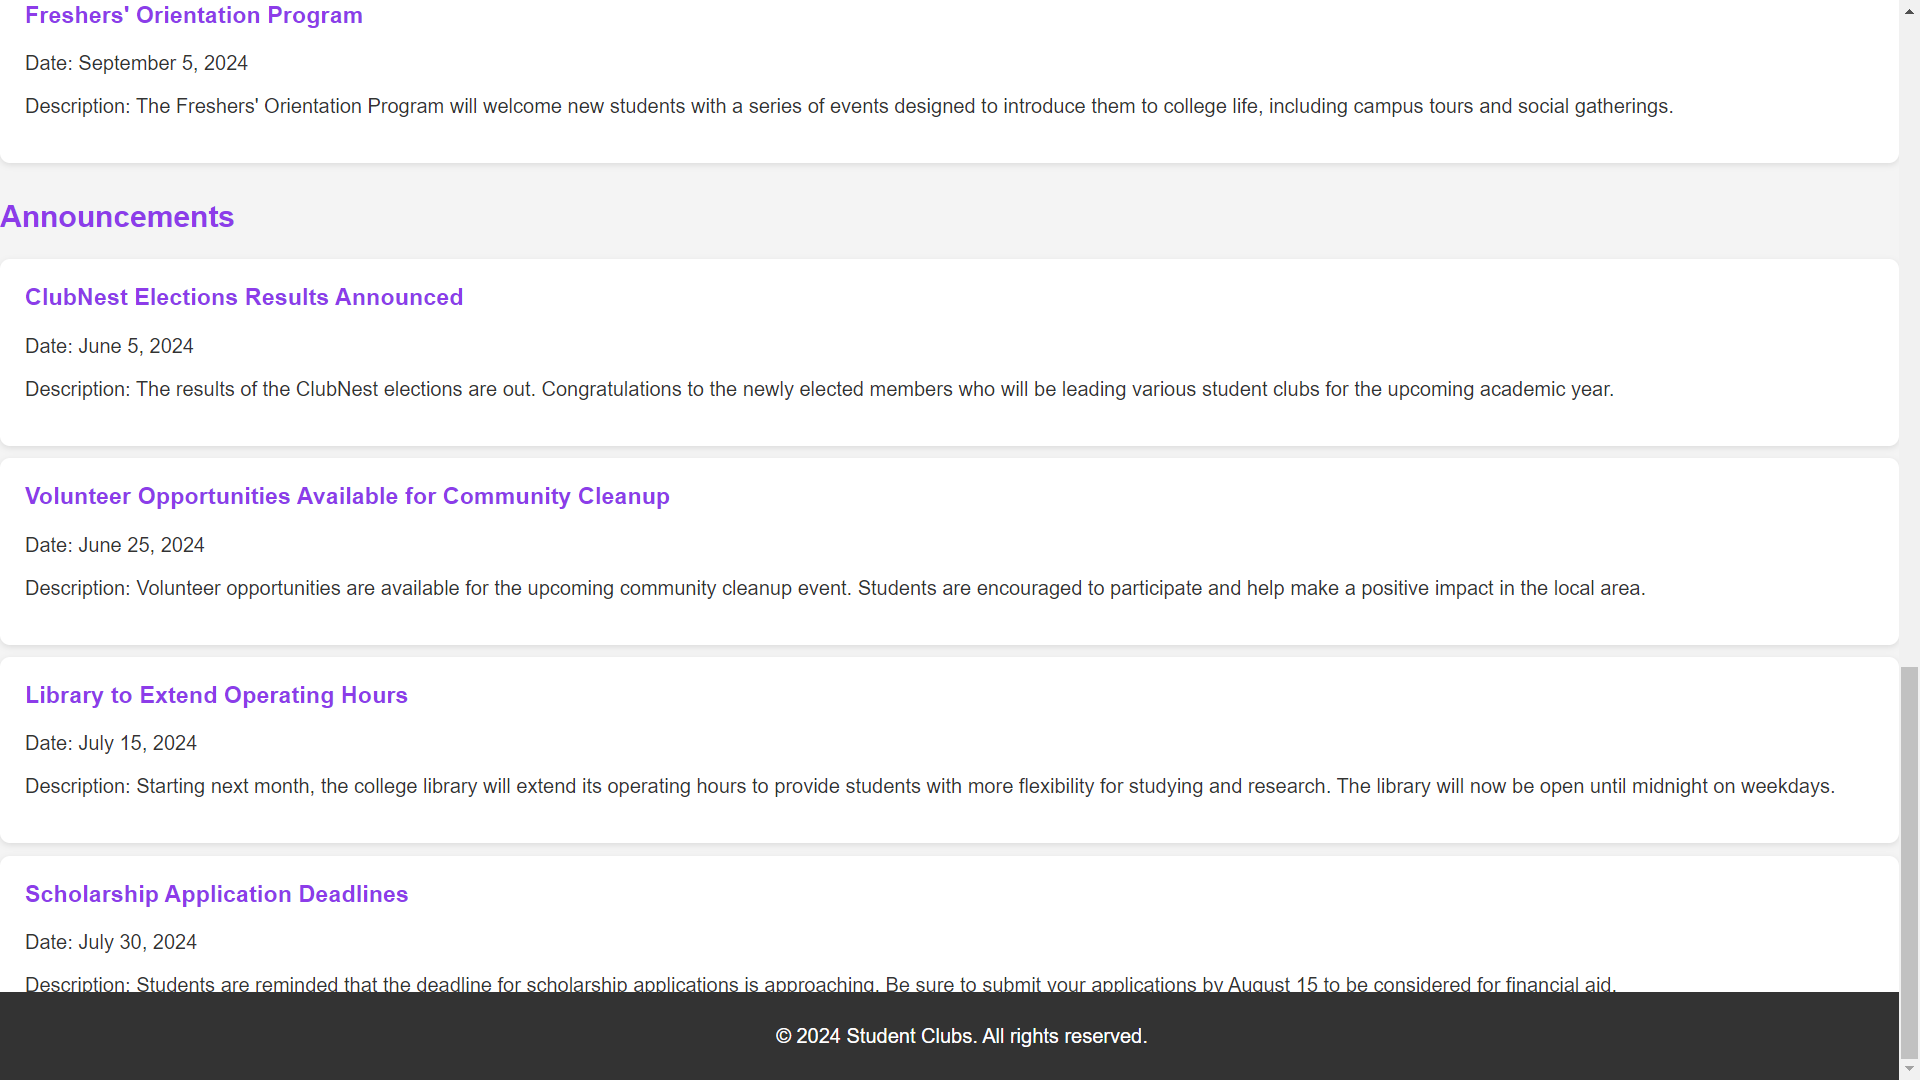 Freshers' Orientation Program
Date: September 5, 2024
Description: The Freshers' Orientation Program will welcome new students with a series of events designed to introduce them to college life, including campus tours and social gatherings.
Announcements
ClubNest Elections Results Announced
Date: June 5, 2024
Description: The results of the ClubNest elections are out. Congratulations to the newly elected members who will be leading various student clubs for the upcoming academic year.
Volunteer Opportunities Available for Community Cleanup
Date: June 25, 2024
Description: Volunteer opportunities are available for the upcoming community cleanup event. Students are encouraged to participate and help make a positive impact in the local area.
Library to Extend Operating Hours
Date: July 15, 2024
Description: Starting next month, the college library will extend its operating hours to provide students with more flexibility for studying and research. The library will now be open until midnight on weekdays.
Scholarship Application Deadlines
Date: July 30, 2024
Description: Students are reminded that the deadline for scholarship applications is approaching. Be sure to submit your applications by August 15 to be considered for financial aid.
© 2024 Student Clubs. All rights reserved.